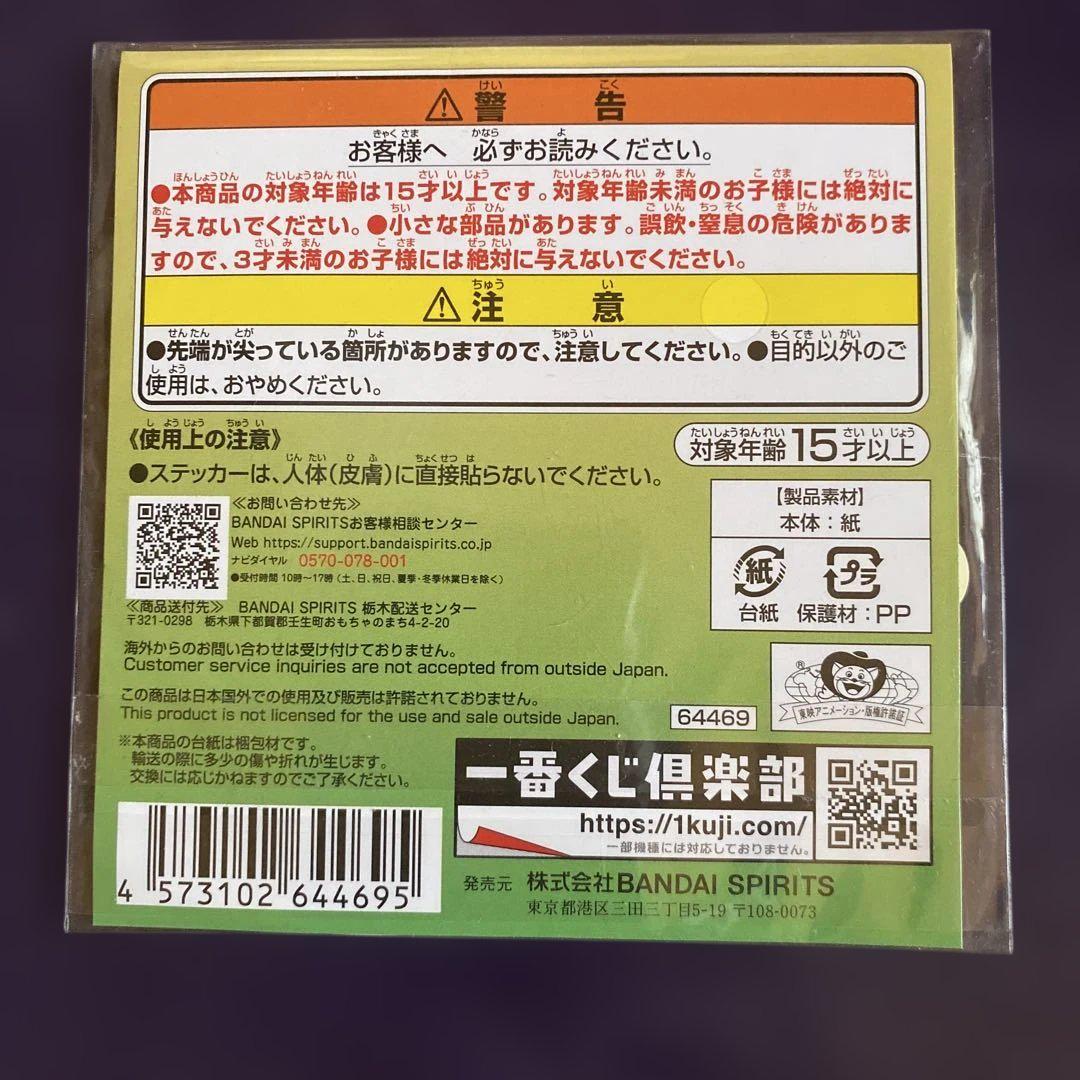 ⚠警告
お客様へ 必ずお読みください。
●本商品の対象年齢は15才以上です。対象年齢未満のお子様には絶対に
与えないでください。●小さな部品があります。誤飲・窒息の危険がありま
すので、3才未満のお子様には絶対に与えないでください。
⚠注意
●先端が尖っている箇所がありますので、注意してください。●目的以外のご
使用は、おやめください。
《使用上の注意》
●ステッカーは、人体(皮膚)に直接貼らないでください。
対象年齢15才以上
≪お問い合わせ先≫
BANDAI SPIRITSお客様相談センター
Web https://support.bandaispirits.co.jp
ナビダイヤル 0570-078-001
●受付時間 10時〜17時(土、日、祝日、夏季・冬季休業日を除く)
≪商品送付先≫ BANDAI SPIRITS 栃木配送センター
〒321-0298 栃木県下都賀郡壬生町おもちゃのまち4-2-20
【製品素材】
本体:紙
紙 プラ
台紙 保護材:PP
海外からのお問い合わせは受け付けておりません。
Customer service inquiries are not accepted from outside Japan.
この商品は日本国外での使用及び販売は許諾されておりません。
This product is not licensed for the use and sale outside Japan.
64469
®
東映アニメーション・版権許諾証
※本商品の台紙は梱包材です。
輸送の際に多少の傷や折れが生じます。
交換には応じかねますのでご了承ください。
一番くじ倶楽部
https://1kuji.com/
一部機種には対応しておりません。
4 573102 644695
発売元 株式会社BANDAI SPIRITS
東京都港区三田三丁目5-19 〒108-0073